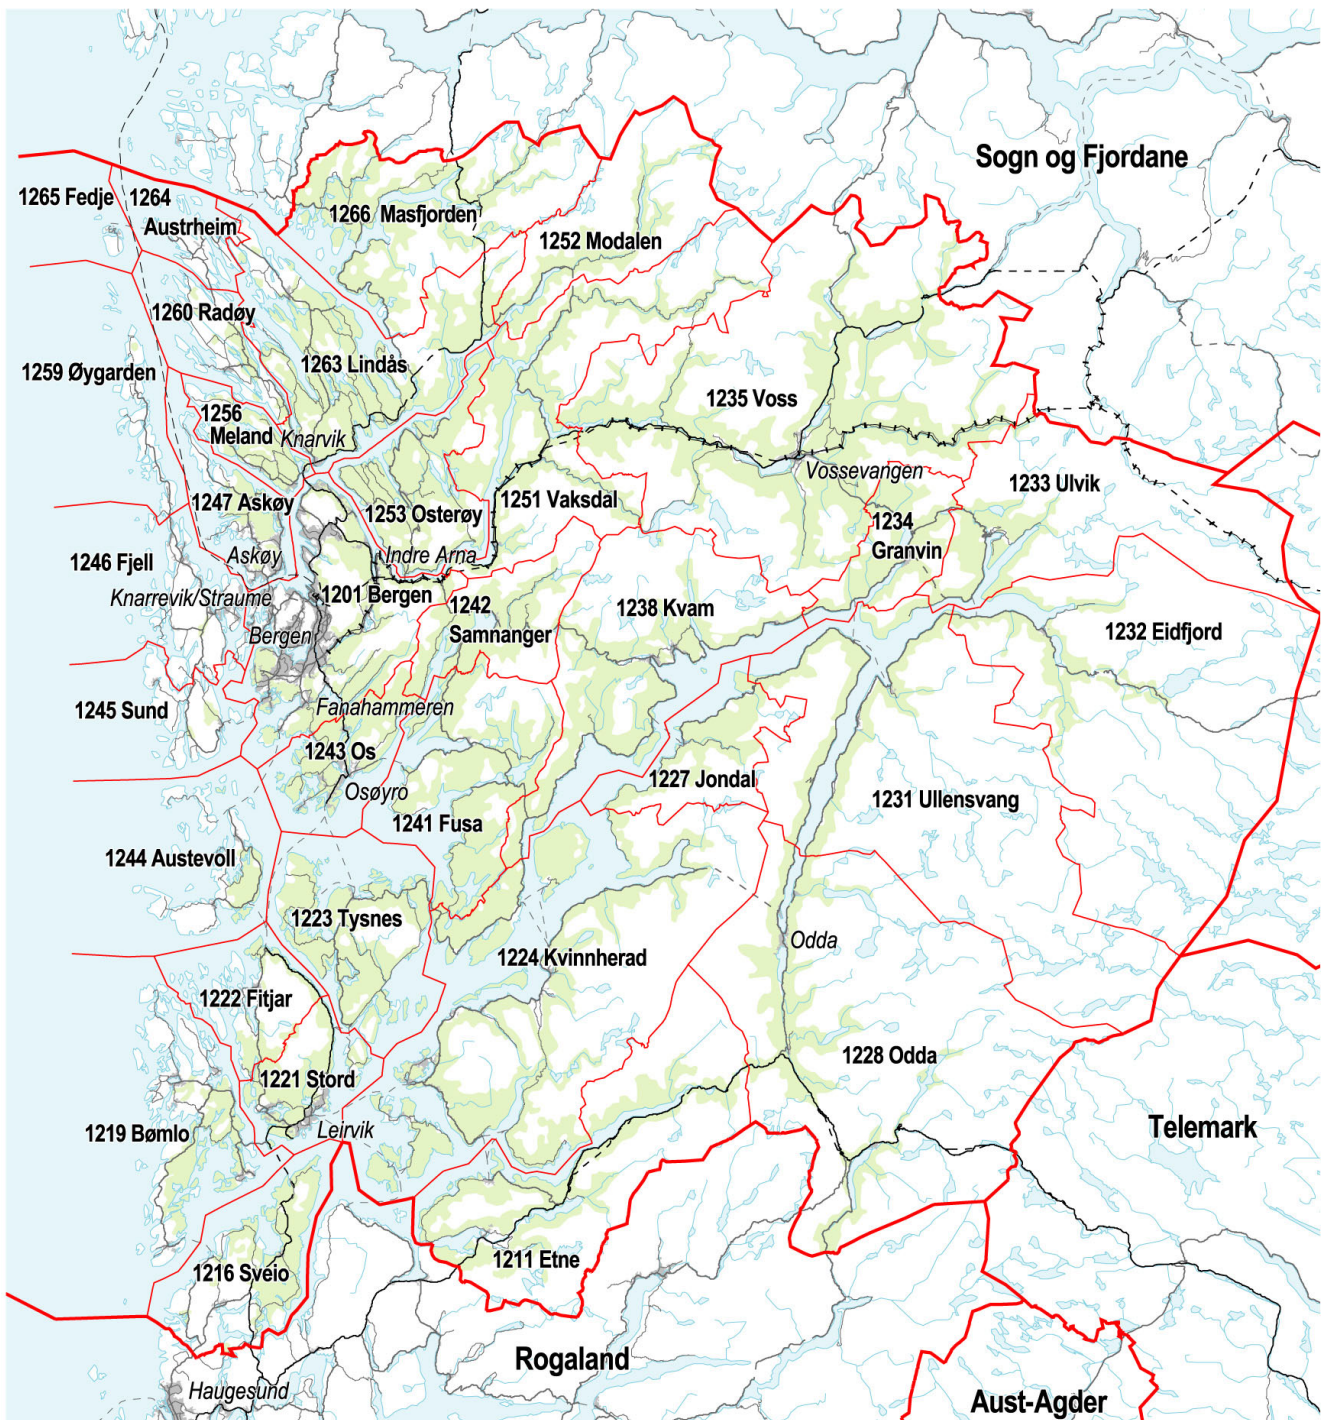 Sogn og Fjordane
1265 Fedje
1264
Austrheim
1266 Masfjorden
1252 Modalen
1260 Radøy
1263 Lindås
1259 Øygarden
1235 Voss
1256
Meland
Knarvik
Vossevangen
1233 Ulvik
1247 Askøy
1251 Vaksdal
1253 Osterøy
1234
Granvin
1246 Fjell
Askøy
Indre Arna
Knarrevik/Straume
1201 Bergen
1242
Samnanger
1238 Kvam
1232 Eidfjord
Bergen
1245 Sund
Fanahammeren
1243 Os
Osøyro
1227 Jondal
1231 Ullensvang
1241 Fusa
1244 Austevoll
1223 Tysnes
Odda
1224 Kvinnherad
1222 Fitjar
1228 Odda
1221 Stord
Leirvik
1219 Bømlo
Telemark
1211 Etne
1216 Sveio
Rogaland
Haugesund
Aust-Agder